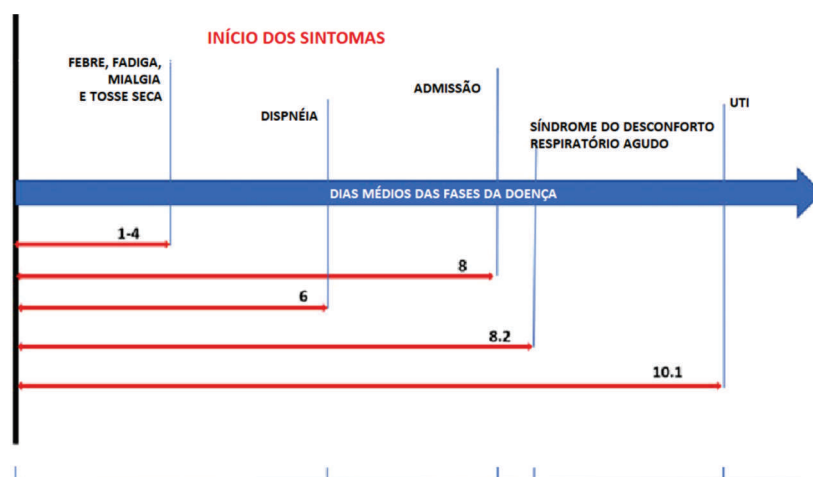 INÍCIO DOS SINTOMAS
FEBRE, FADIGA,
MIALGIA
E TOSSE SECA
DISPNÉIA
ADMISSÃO
SÍNDROME DO DESCONFORTO
RESPIRATÓRIO AGUDO
UTI
DIAS MÉDIOS DAS FASES DA DOENÇA
1-4
8
6
8.2
10.1